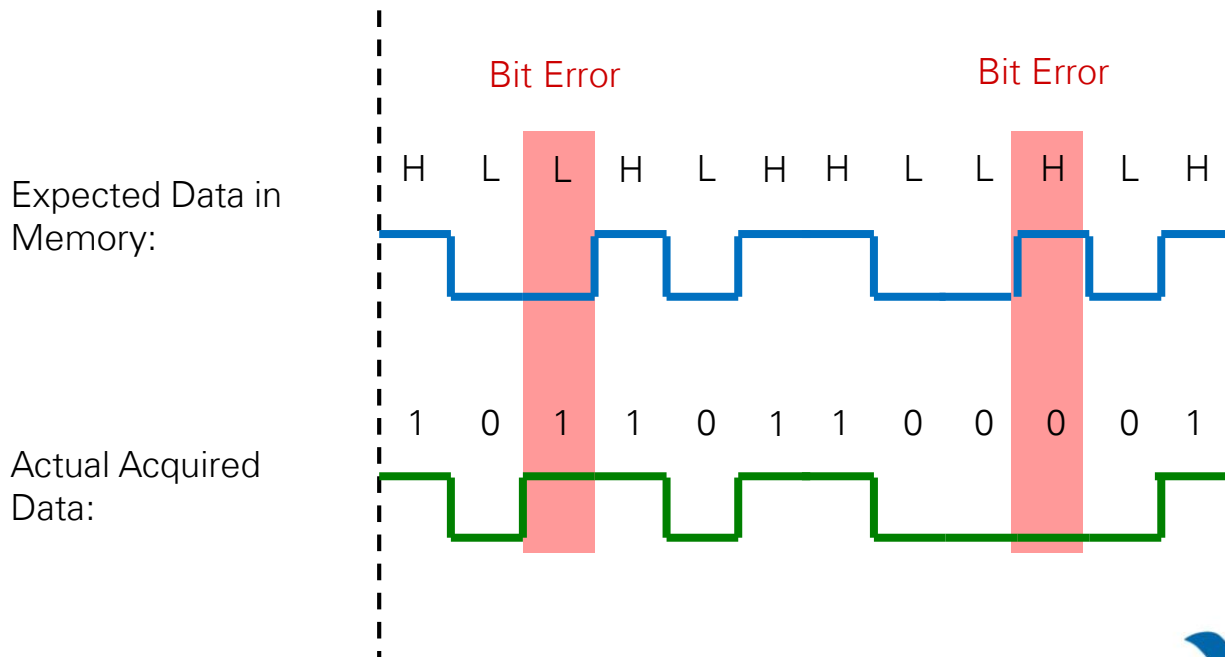 Bit Error Bit Error
H L L H L H H L L H L H
Expected Data in
Memory:
1 0 1 1 0 1 1 0 0 0 0 1
Actual Acquired
Data: